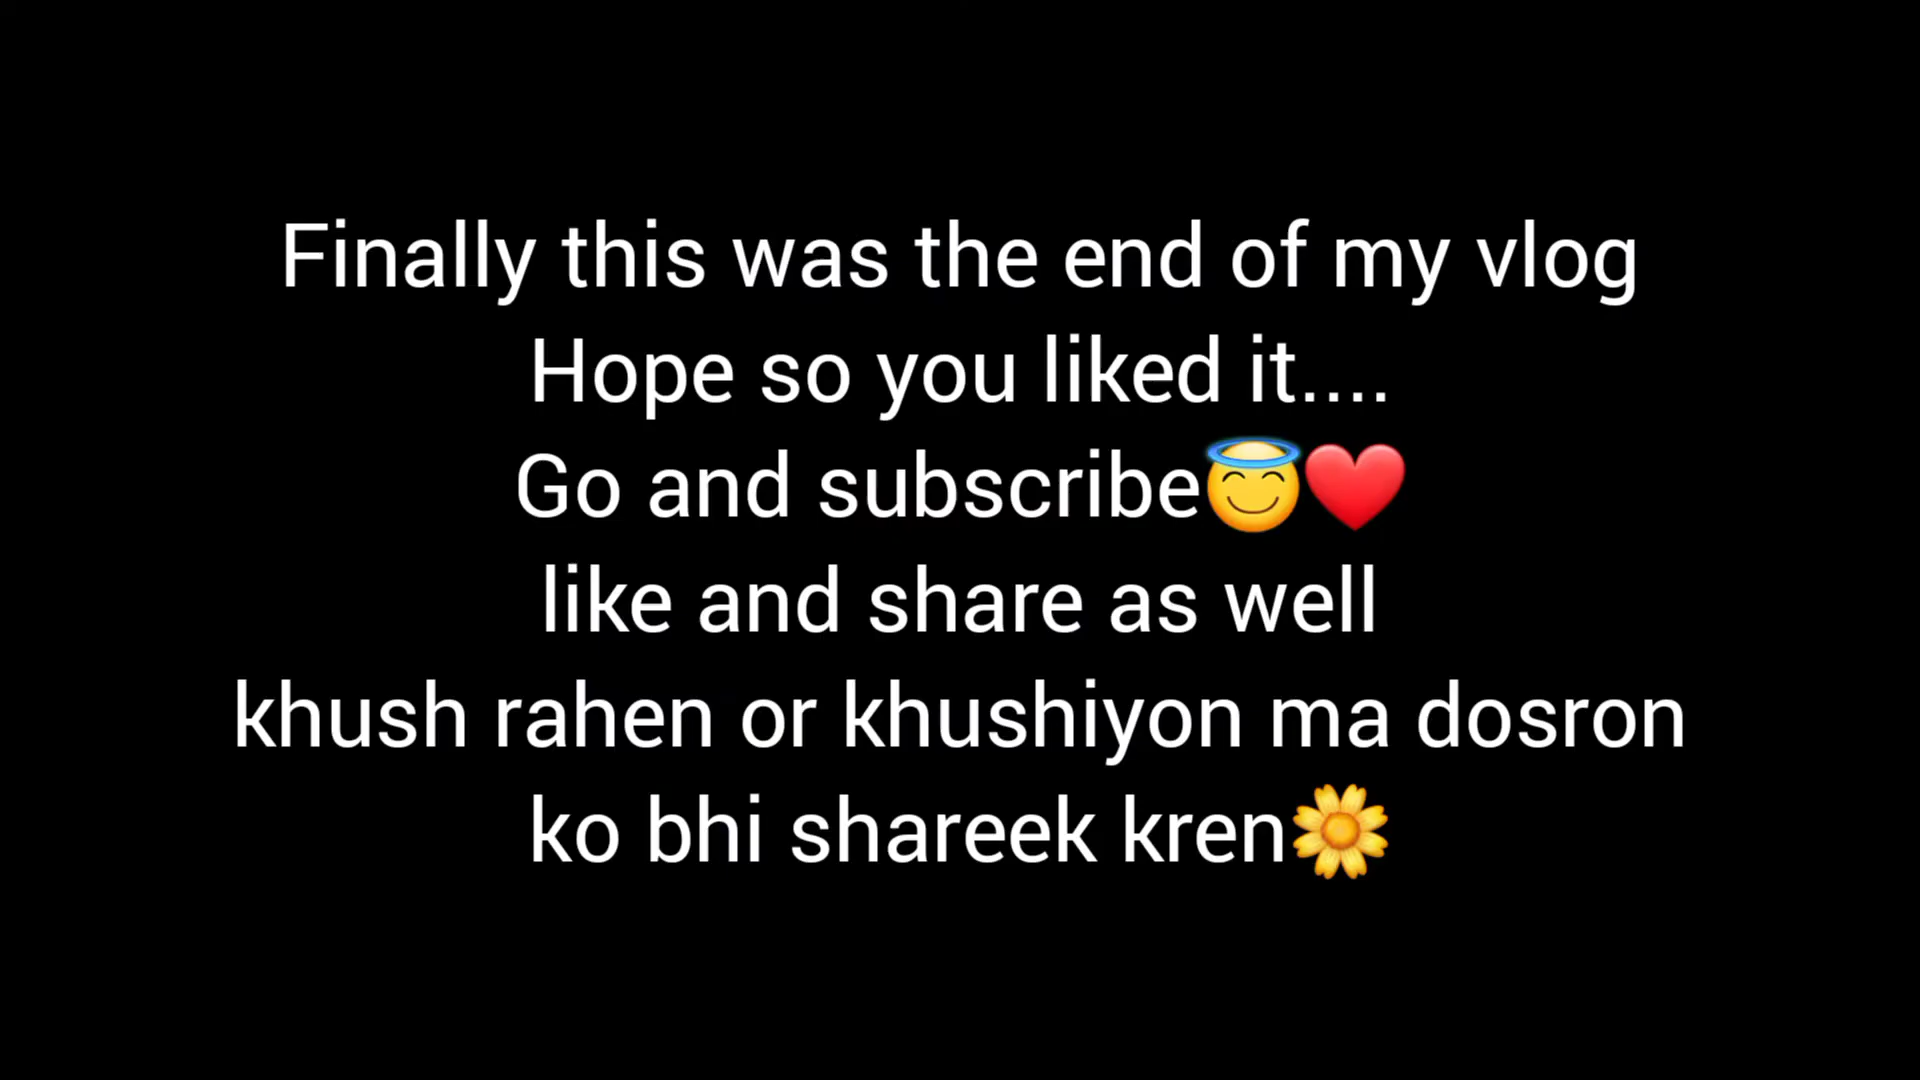 Finally this was the end of my vlog
Hope so you liked it....
Go and subscribe😇❤️
like and share as well
khush rahen or khushiyon ma dosron
ko bhi shareek kren🌼